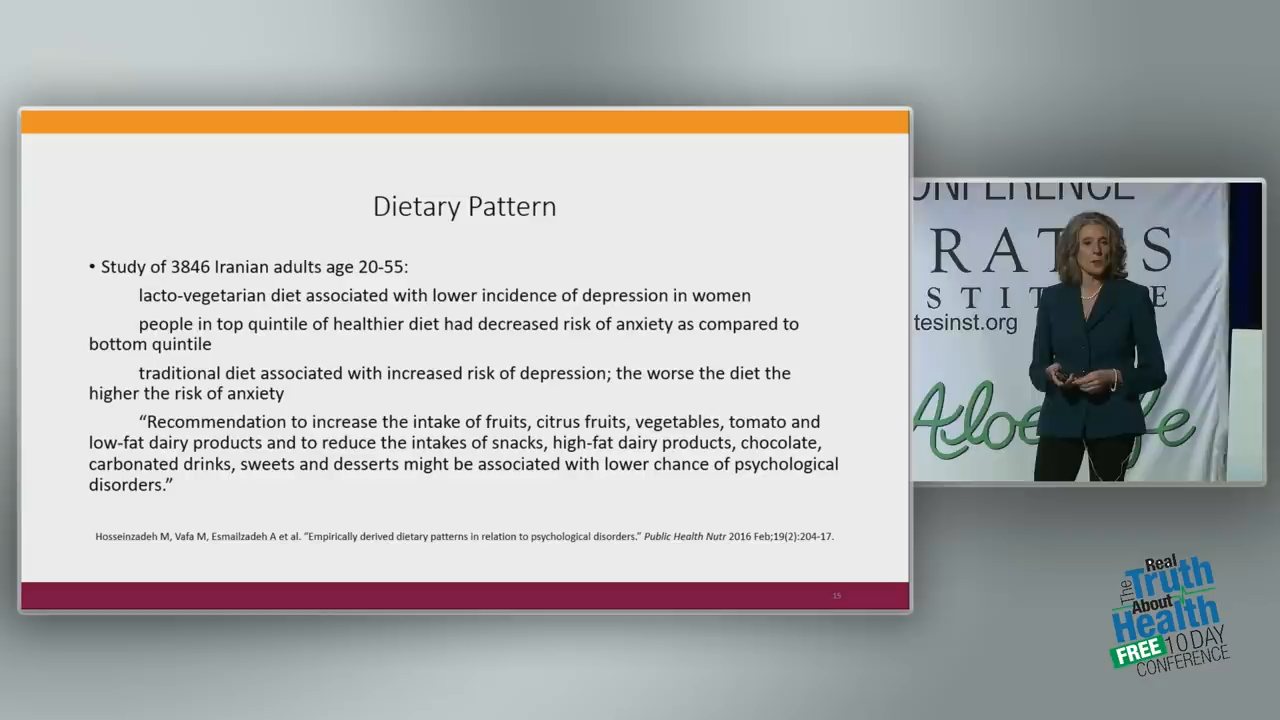 Dietary Pattern
• Study of 3846 Iranian adults age 20-55:
lacto-vegetarian diet associated with lower incidence of depression in women
people in top quintile of healthier diet had decreased risk of anxiety as compared to
bottom quintile
traditional diet associated with increased risk of depression; the worse the diet the
higher the risk of anxiety
“Recommendation to increase the intake of fruits, citrus fruits, vegetables, tomato and
low-fat dairy products and to reduce the intakes of snacks, high-fat dairy products, chocolate,
carbonated drinks, sweets and desserts might be associated with lower chance of psychological
disorders.”
Hosseinzadeh M, Vafa M, Esmailzadeh A et al. “Empirically derived dietary patterns in relation to psychological disorders.” Public Health Nutr 2016 Feb;19(2):204-17.
15
ONFERENCE
RAT S
STIT E
tesinst.org
Aloe fe
The Real
Truth
About
Health
FREE 10 DAY
CONFERENCE